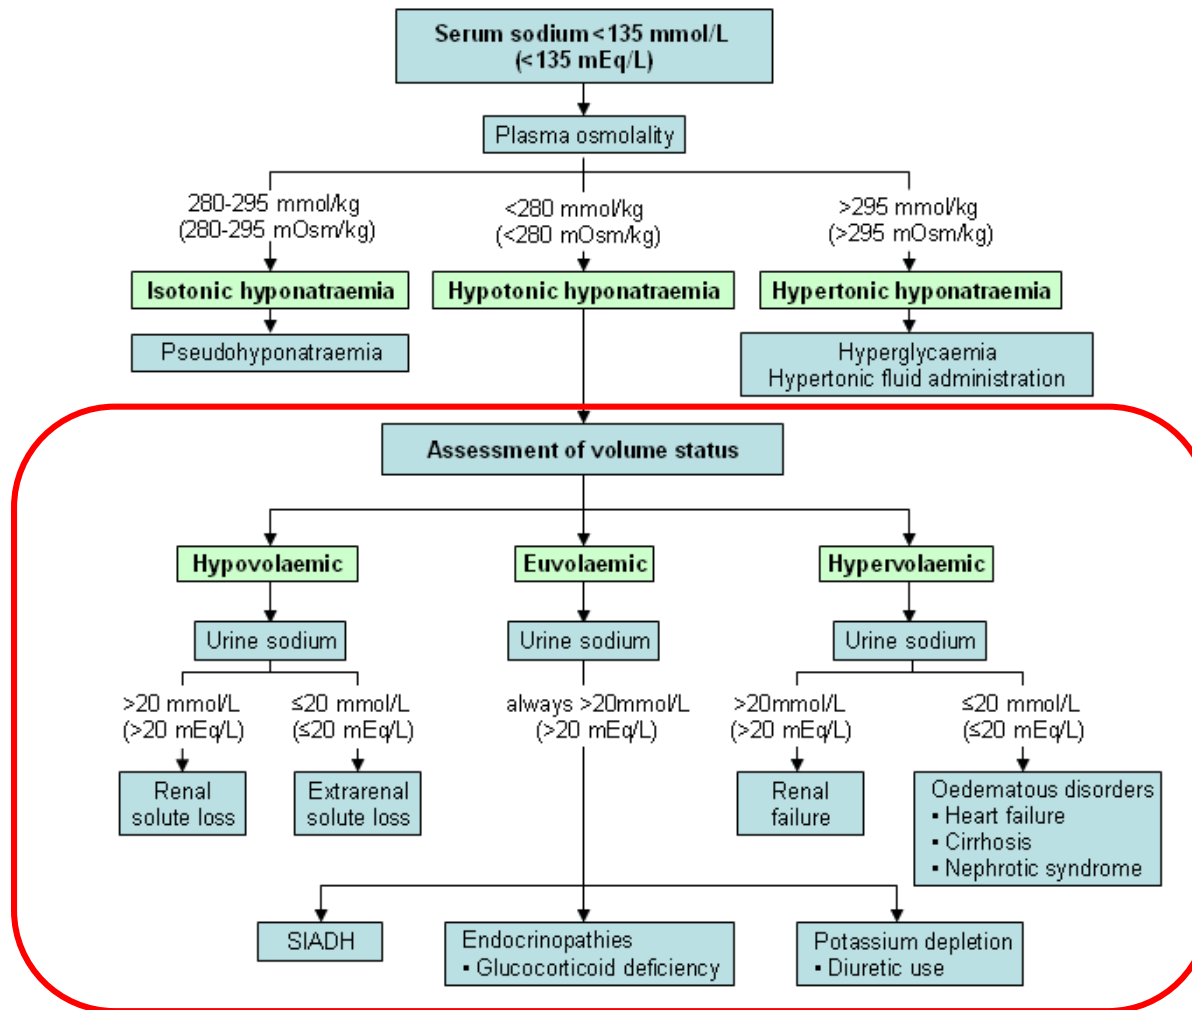 Serum sodium <135 mmol/L
(<135 mEq/L)
Plasma osmolality
280-295 mmol/kg
(280-295 mOsm/kg)
<280 mmol/kg
(<280 mOsm/kg)
>295 mmol/kg
(>295 mOsm/kg)
Isotonic hyponatraemia
Hypotonic hyponatraemia
Hypertonic hyponatraemia
Pseudohyponatraemia
Hyperglycaemia
Hypertonic fluid administration
Assessment of volume status
Hypovolaemic
Euvolaemic
Hypervolaemic
Urine sodium
Urine sodium
Urine sodium
>20 mmol/L
(>20 mEq/L)
≤20 mmol/L
(≤20 mEq/L)
always >20mmol/L
(>20 mEq/L)
>20mmol/L
(>20 mEq/L)
≤20 mmol/L
(≤20 mEq/L)
Renal
solute loss
Extrarenal
solute loss
Renal
failure
Oedematous disorders
▪ Heart failure
▪ Cirrhosis
▪ Nephrotic syndrome
SIADH
Endocrinopathies
▪ Glucocorticoid deficiency
Potassium depletion
▪ Diuretic use